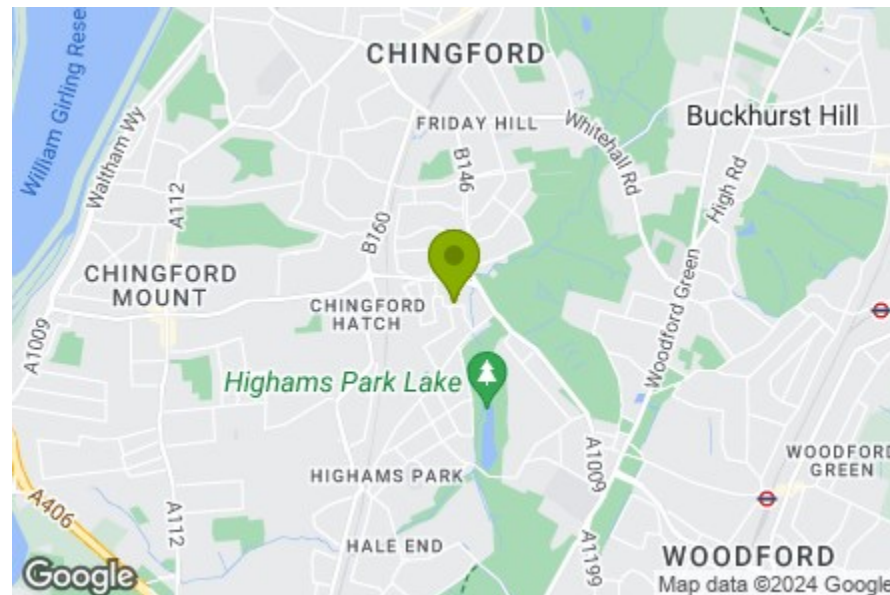 CHINGFORD
William Girling Rese
Waltham Wy
FRIDAY HILL
Buckhurst Hill
Whitehall Rd
B146
A112
High Rd
B160
CHINGFORD
MOUNT
CHINGFORD
HATCH
Woodford Green
A1009
Highams Park Lake
HIGHAMS PARK
A1009
WOODFORD
GREEN
A406
A112
HALE END
A1199
WOODFORD
Google
Map data ©2024 Google